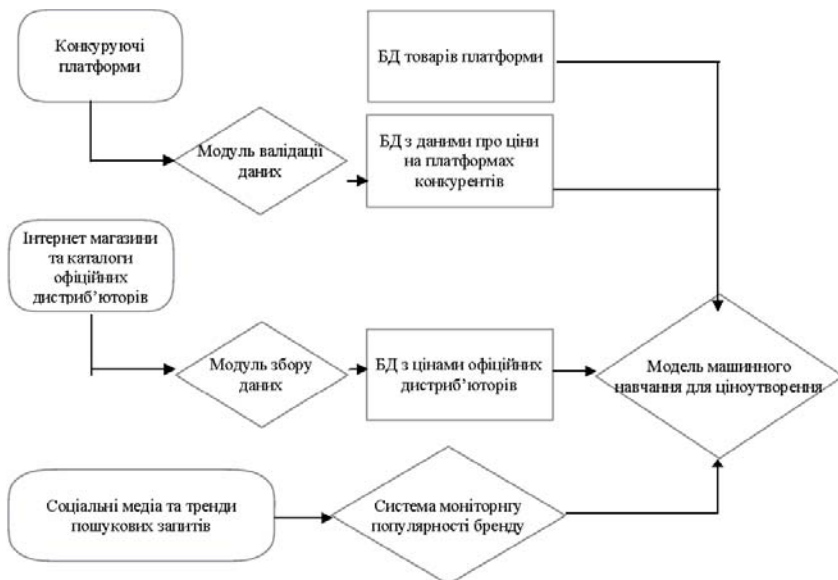 Конкуруючі
платформи
БД товарів платформи
Модуль валідації
даних
БД з даними про ціни
на платформах
конкурентів
Інтернет магазини
та каталоги
офіційних
дистриб’юторів
Модуль збору
даних
БД з цінами офіційних
дистриб’юторів
Модель машинного
навчання для ціноутворення
Соціальні медіа та тренди
пошукових запитів
Система моніторнгу
популярності бренду